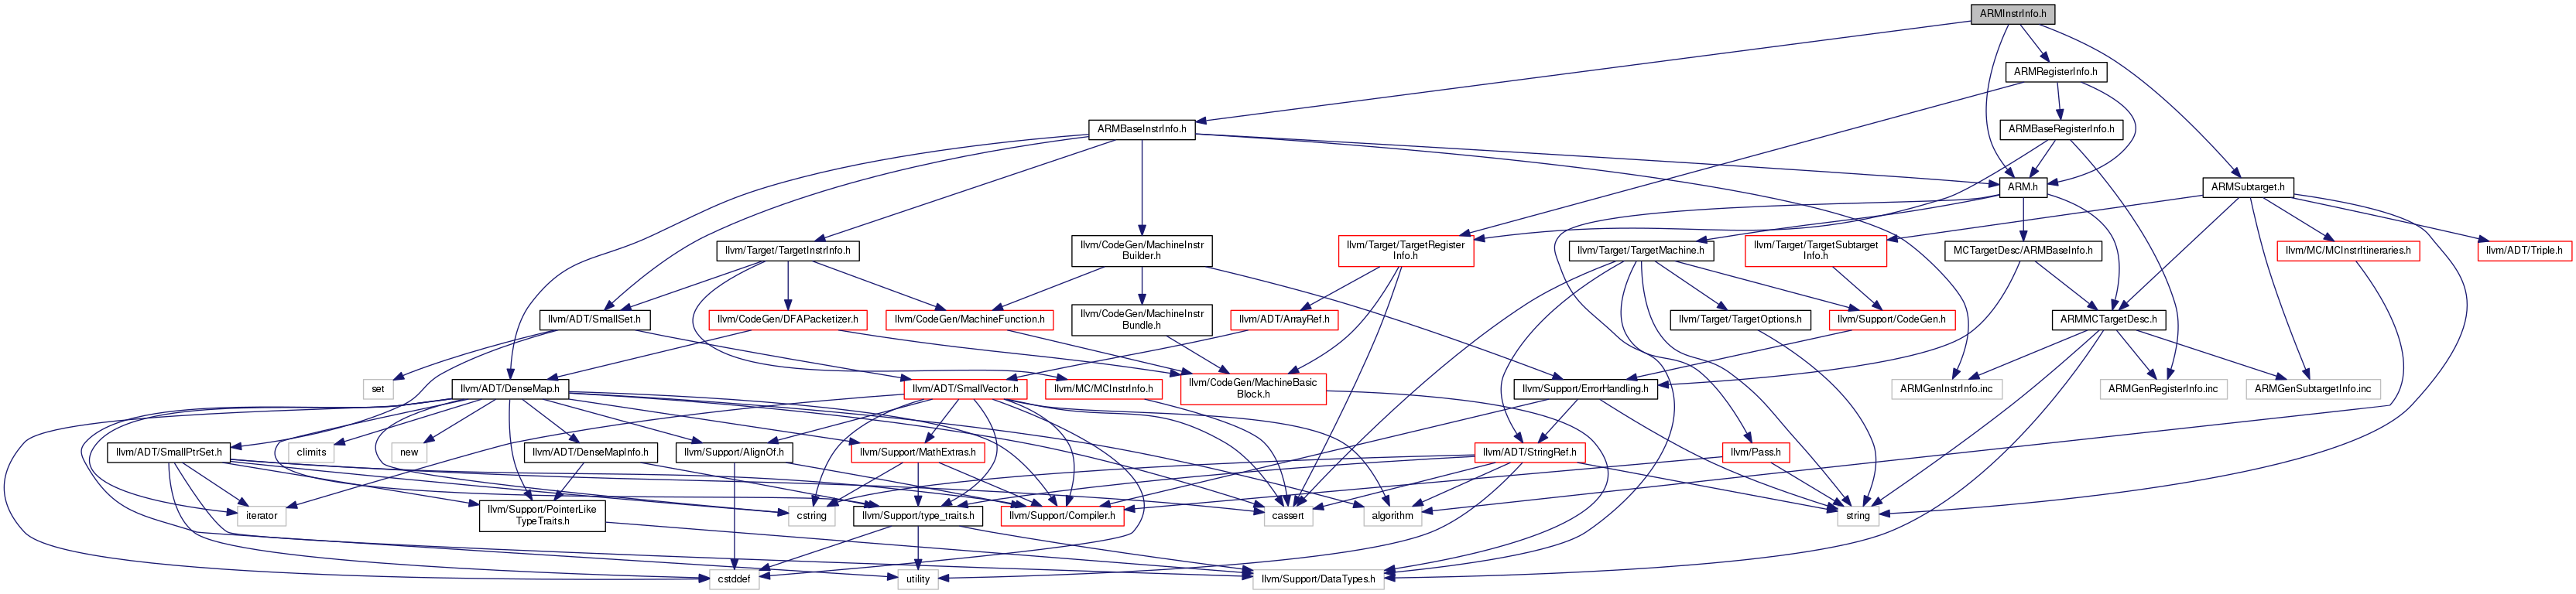 ARMInstrInfo.h
ARMRegisterInfo.h
ARMBaseInstrInfo.h
ARMBaseRegisterInfo.h
ARM.h
ARMSubtarget.h
llvm/Target/TargetInstrInfo.h
llvm/CodeGen/MachineInstr
Builder.h
llvm/Target/TargetRegister
Info.h
llvm/Target/TargetMachine.h
llvm/Target/TargetSubtarget
Info.h
MCTargetDesc/ARMBaseInfo.h
llvm/MC/MCInstrItineraries.h
llvm/ADT/Triple.h
llvm/ADT/SmallSet.h
llvm/CodeGen/DFAPacketizer.h
llvm/CodeGen/MachineFunction.h
llvm/CodeGen/MachineInstr
Bundle.h
llvm/ADT/ArrayRef.h
llvm/Target/TargetOptions.h
llvm/Support/CodeGen.h
ARMMCTargetDesc.h
set
llvm/ADT/DenseMap.h
llvm/ADT/SmallVector.h
llvm/MC/MCInstrInfo.h
llvm/CodeGen/MachineBasic
Block.h
llvm/Support/ErrorHandling.h
ARMGenInstrInfo.inc
ARMGenRegisterInfo.inc
ARMGenSubtargetInfo.inc
llvm/ADT/SmallPtrSet.h
climits
new
llvm/ADT/DenseMapInfo.h
llvm/Support/AlignOf.h
llvm/Support/MathExtras.h
llvm/ADT/StringRef.h
llvm/Pass.h
iterator
llvm/Support/PointerLike
TypeTraits.h
cstring
llvm/Support/type_traits.h
llvm/Support/Compiler.h
cassert
algorithm
string
cstddef
utility
llvm/Support/DataTypes.h